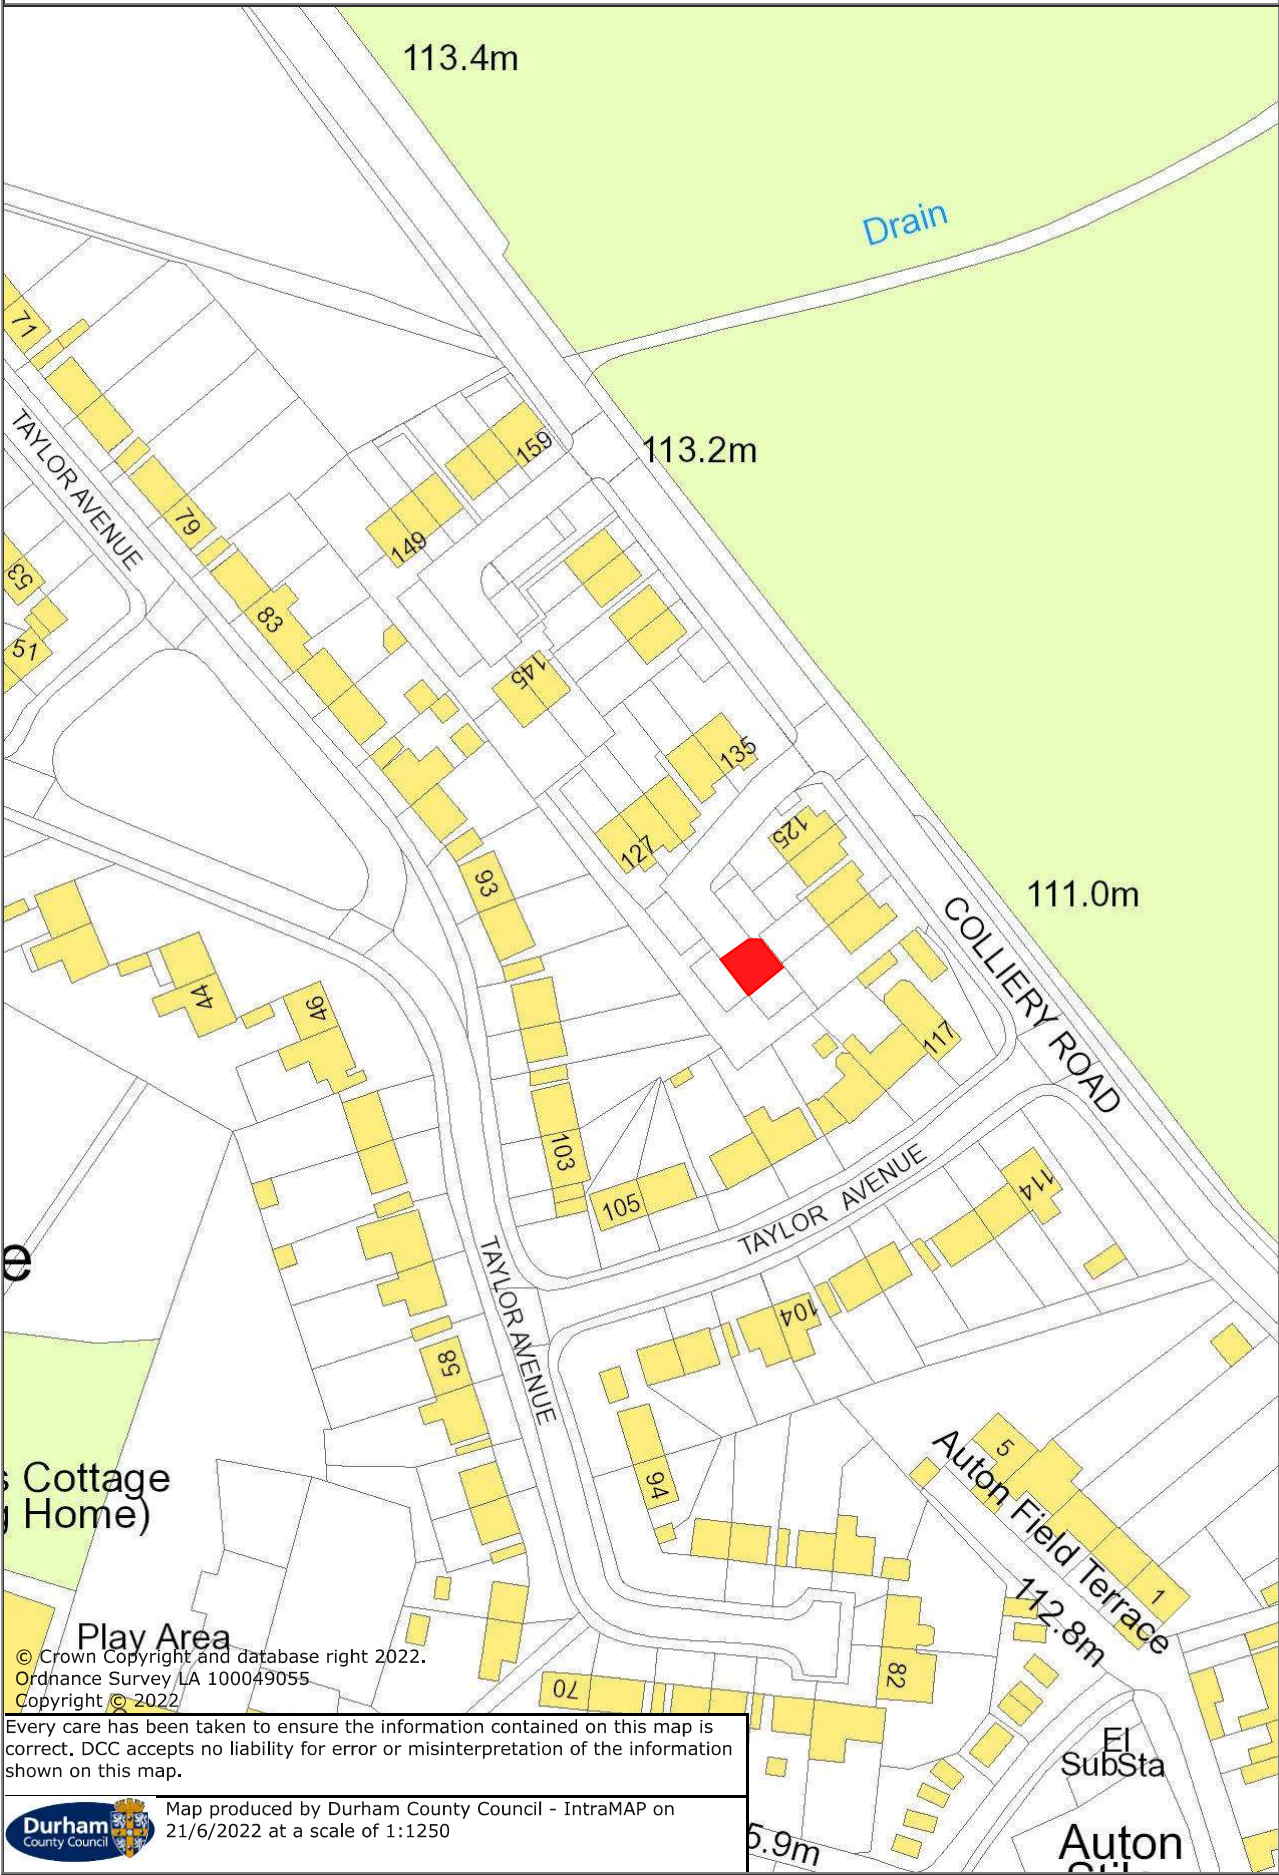 113.4m
Drain
71
TAYLOR AVENUE
159
113.2m
79
149
53
83
51
145
135
127
125
93
111.0m
COLLIERY ROAD
44
46
117
103
105
TAYLOR AVENUE
114
e
TAYLOR AVENUE
104
58
5
Auton Field Terrace
s Cottage
94
Home)
1
112.8m
Play Area
© Crown Copyright and database right 2022.
Ordnance Survey LA 100049055
Copyright © 2022
70
82
Every care has been taken to ensure the information contained on this map is
correct. DCC accepts no liability for error or misinterpretation of the information
shown on this map.
El
SubSta
Durham
County Council
Map produced by Durham County Council - IntraMAP on
21/6/2022 at a scale of 1:1250
5.9m
Auton